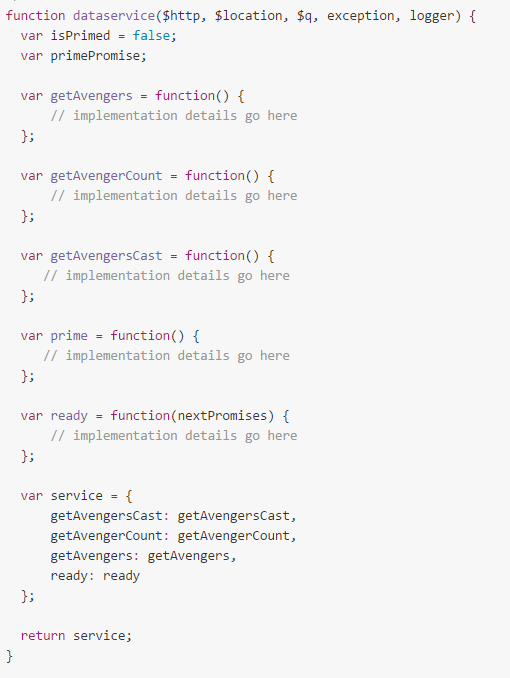 function dataservice($http, $location, $q, exception, logger) {
  var isPrimed = false;
  var primePromise;

  var getAvengers = function() {
      // implementation details go here
  };

  var getAvengerCount = function() {
      // implementation details go here
  };

  var getAvengersCast = function() {
     // implementation details go here
  };

  var prime = function() {
     // implementation details go here
  };

  var ready = function(nextPromises) {
      // implementation details go here
  };

  var service = {
      getAvengersCast: getAvengersCast,
      getAvengerCount: getAvengerCount,
      getAvengers: getAvengers,
      ready: ready
  };

  return service;
}